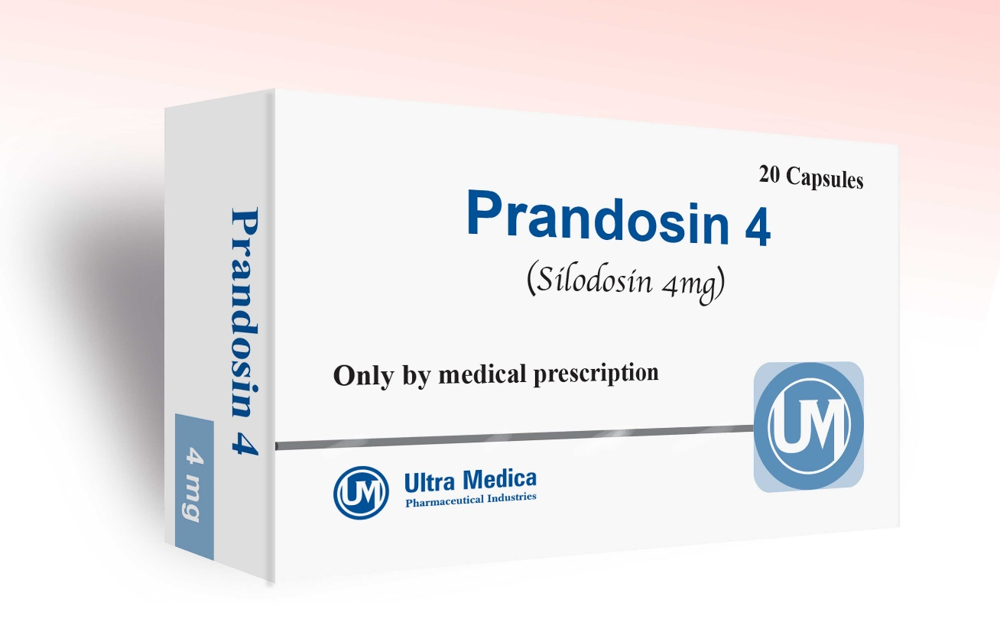 20 Capsules
Prandosin 4
(Silodosin 4mg)
Only by medical prescription
UM
UM
Ultra Medica
Pharmaceutical Industries
Prandosin 4
4 mg